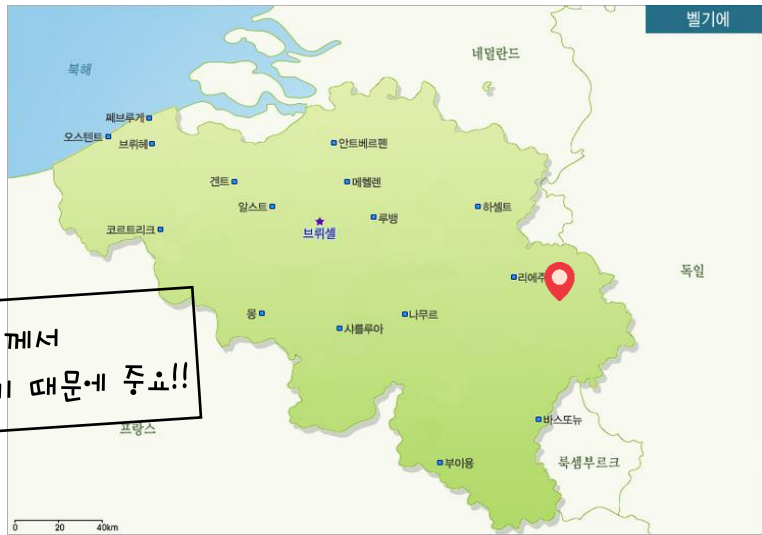 벨기에
네덜란드
북해
쩨브루게
오스텐트
브뤼헤
안트베르펜
겐트
메헬렌
알스트
하셀트
루뱅
브뤼셀
코르트리크
독일
리에주
몽
나무르
샤를루아
께서
때문에 중요!!
프랑스
바스또뉴
부이용
룩셈부르크
0 20 40km